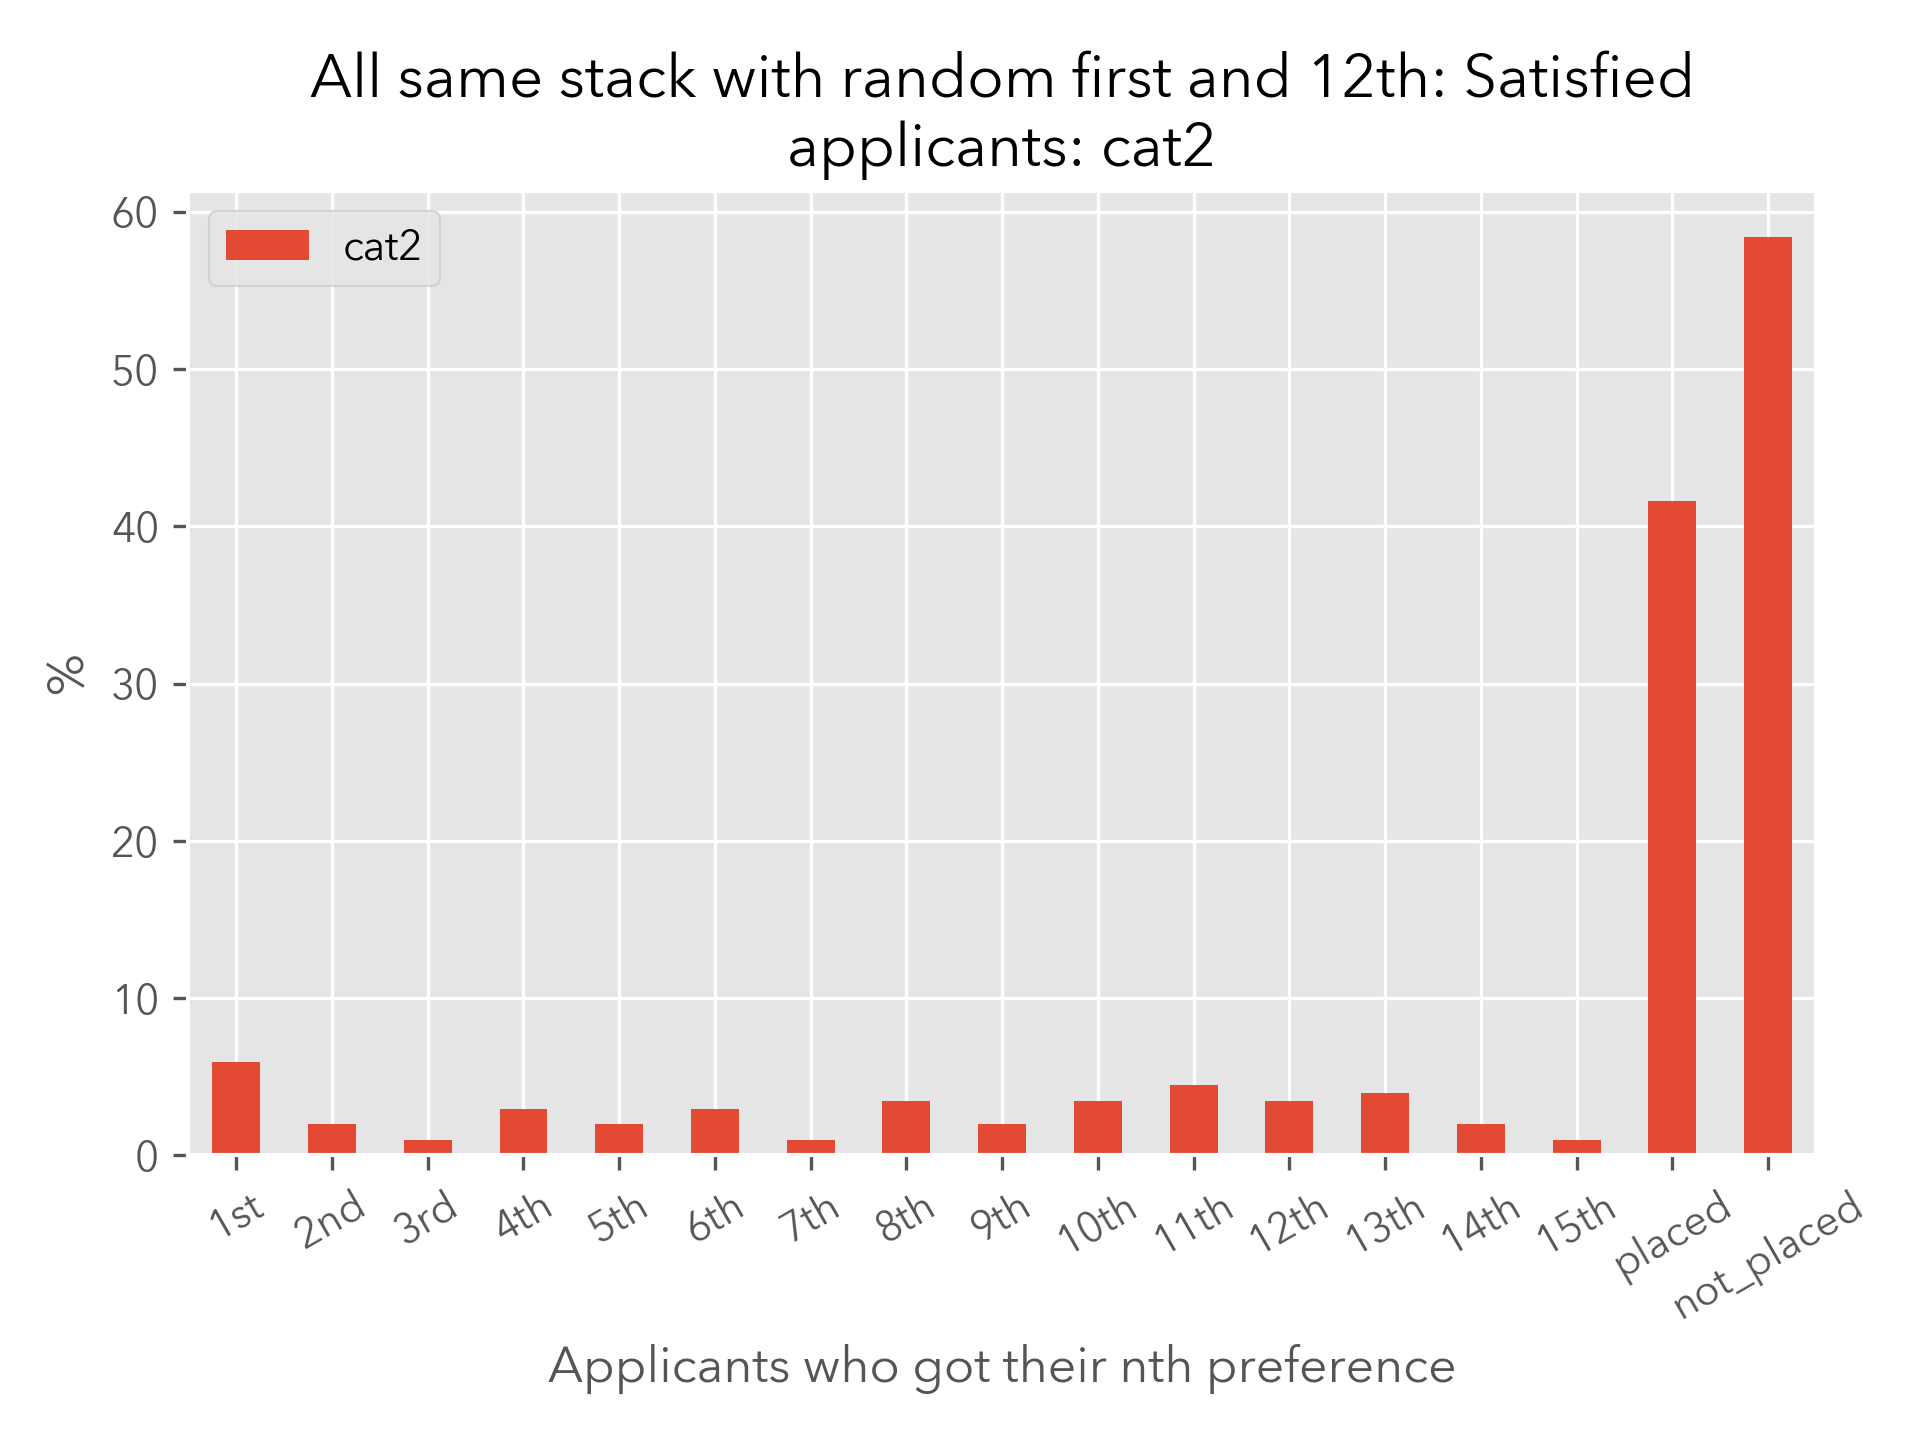 All same stack with random first and 12th: Satisfied
applicants: cat2
cat2
%
60
50
40
30
20
10
0
1st
2nd
3rd
4th
5th
6th
7th
8th
9th
10th
11th
12th
13th
14th
15th
placed
not_placed
Applicants who got their nth preference